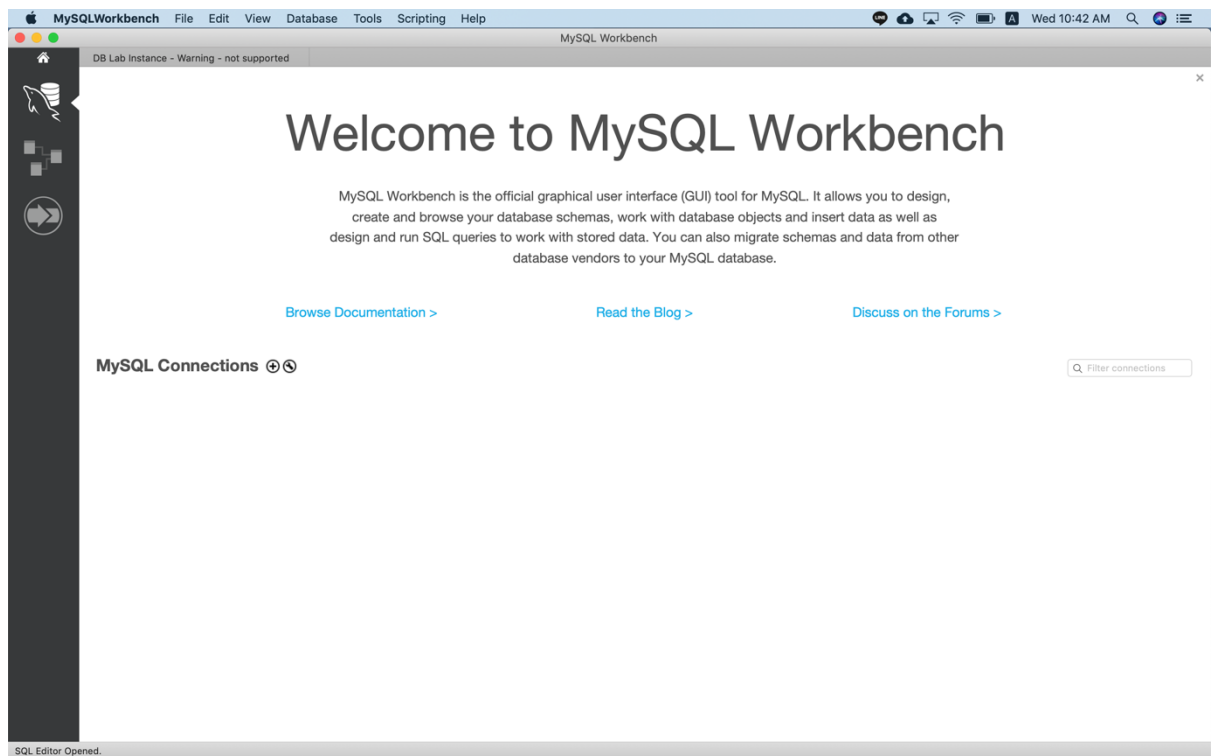 MySQLWorkbench File Edit View Database Tools Scripting Help LINE A Wed 10:42 AM
MySQL Workbench
DB Lab Instance - Warning - not supported
Welcome to MySQL Workbench
MySQL Workbench is the official graphical user interface (GUI) tool for MySQL. It allows you to design,
create and browse your database schemas, work with database objects and insert data as well as
design and run SQL queries to work with stored data. You can also migrate schemas and data from other
database vendors to your MySQL database.
Browse Documentation > Read the Blog > Discuss on the Forums >
MySQL Connections Filter connections
SQL Editor Opened.